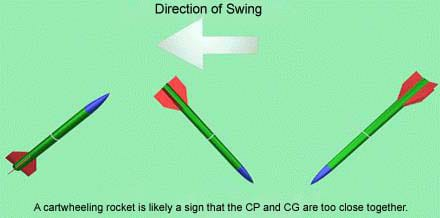 Direction of Swing
A cartwheeling rocket is likely a sign that the CP and CG are too close together.